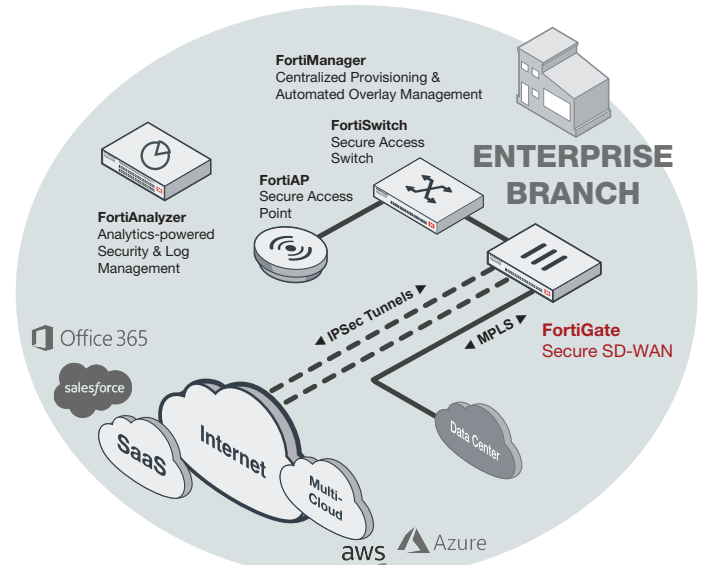 FortiManager
Centralized Provisioning &
Automated Overlay Management
FortiSwitch
Secure Access
Switch
ENTERPRISE
BRANCH
FortiAP
Secure Access
Point
FortiAnalyzer
Analytics-powered
Security & Log
Management
IPSec Tunnels
MPLS
FortiGate
Secure SD-WAN
Office 365
salesforce
SaaS
Internet
Multi-
Cloud
Data Center
aws
Azure